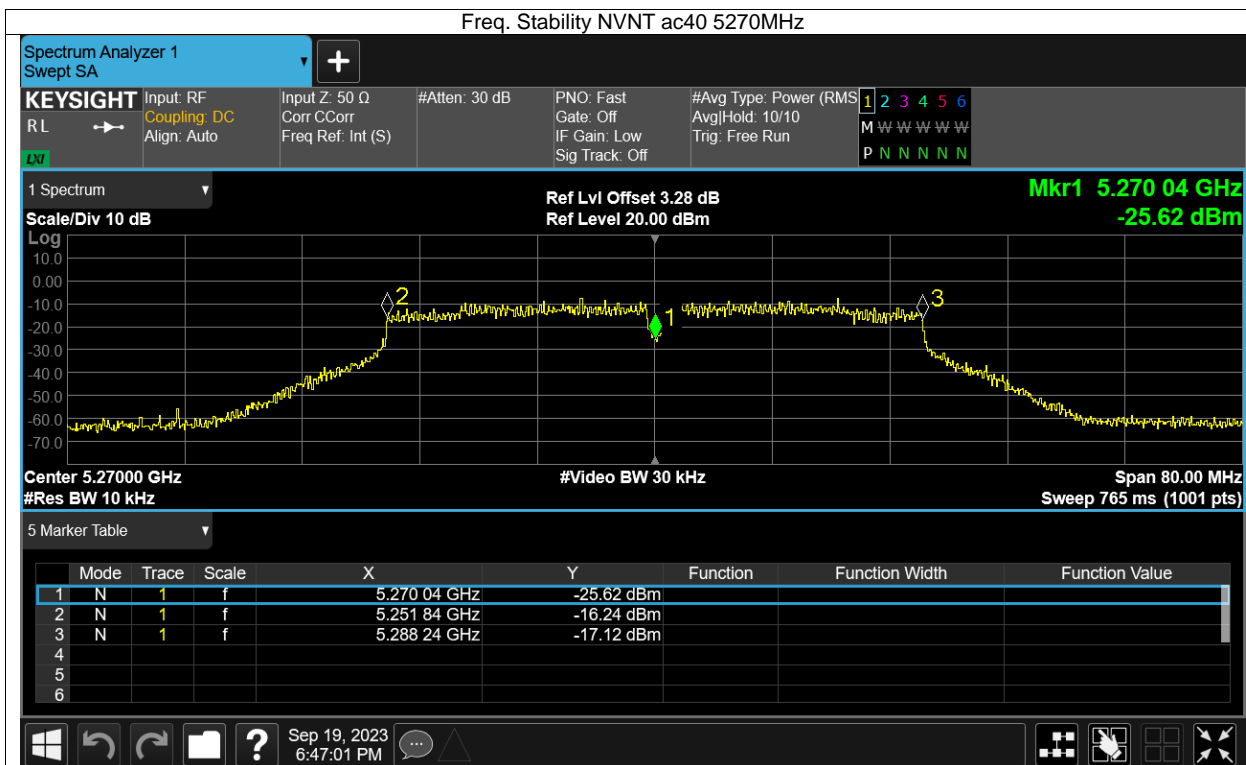 Freq. Stability NVNT ac40 5270MHz
Spectrum Analyzer 1
Swept SA
KEYSIGHT
RL
LXI
Input: RF
Coupling: DC
Align: Auto
Input Z: 50 Ω
Corr CCorr
Freq Ref: Int (S)
#Atten: 30 dB
PNO: Fast
Gate: Off
IF Gain: Low
Sig Track: Off
#Avg Type: Power (RMS
Avg|Hold: 10/10
Trig: Free Run
1 2 3 4 5 6
M W W W W W
P N N N N N
1 Spectrum
Scale/Div 10 dB
Log
Ref Lvl Offset 3.28 dB
Ref Level 20.00 dBm
Mkr1 5.270 04 GHz
-25.62 dBm
10.0
0.00
-10.0
-20.0
-30.0
-40.0
-50.0
-60.0
-70.0
2
1
3
Center 5.27000 GHz
#Video BW 30 kHz
Span 80.00 MHz
#Res BW 10 kHz
Sweep 765 ms (1001 pts)
5 Marker Table
Mode Trace Scale X Y Function Function Width Function Value
1 N 1 f 5.270 04 GHz -25.62 dBm
2 N 1 f 5.251 84 GHz -16.24 dBm
3 N 1 f 5.288 24 GHz -17.12 dBm
4
5
6
?
Sep 19, 2023
6:47:01 PM